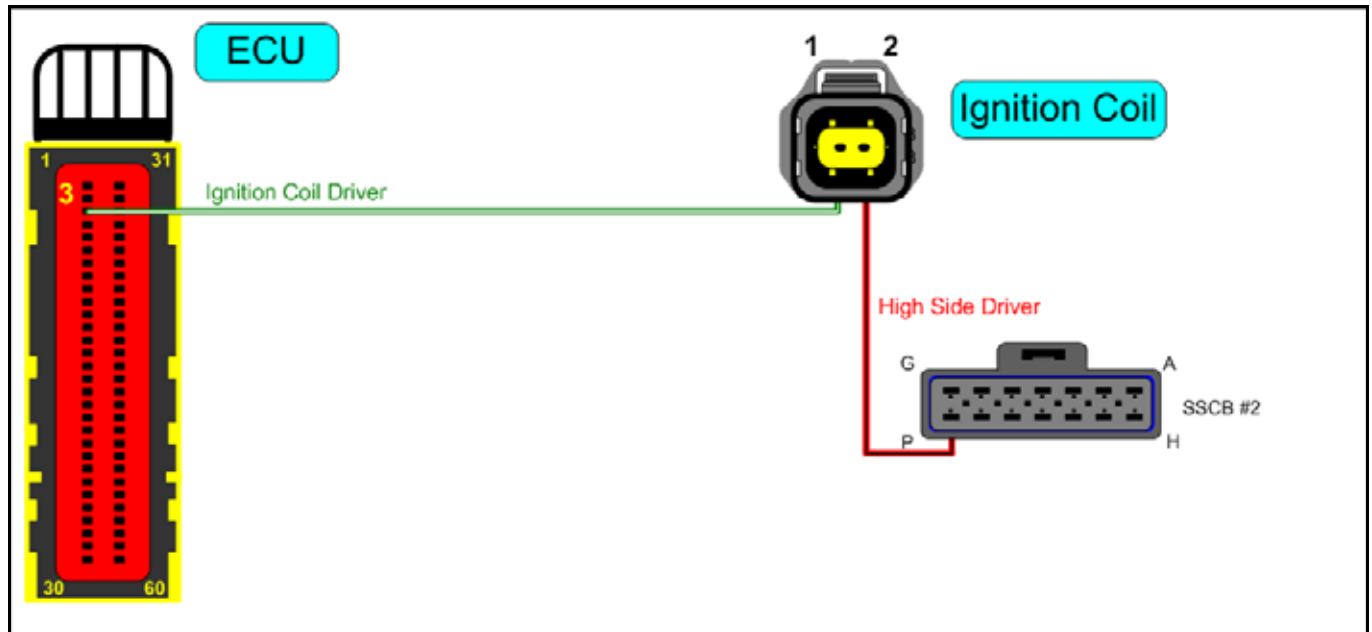 ECU
1 2
Ignition Coil
1 31
3
Ignition Coil Driver
High Side Driver
G A
SSCB #2
P H
30 60